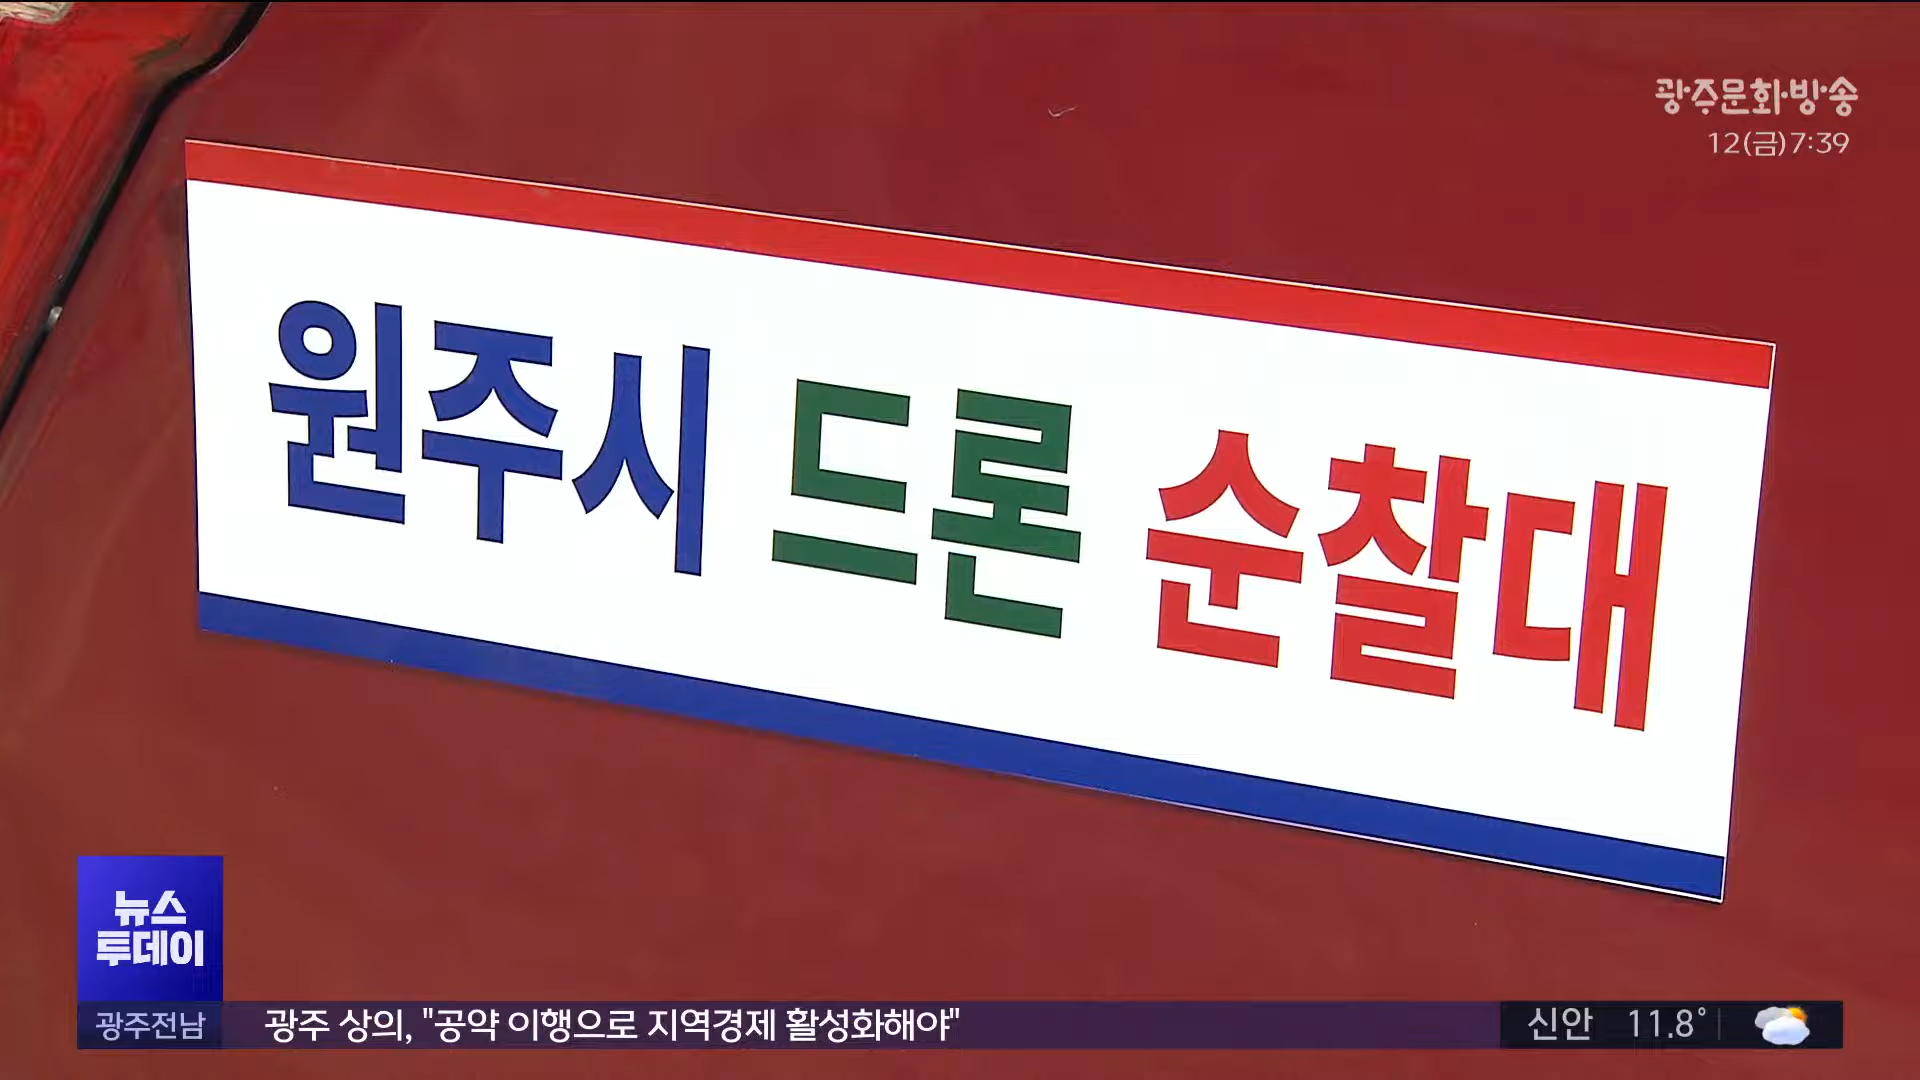 광주문화방송
12(금)7:39
원주시 드론 순찰대
뉴스
투데이
광주전남 광주 상의, "공약 이행으로 지역경제 활성화해야" 신안 11.8°